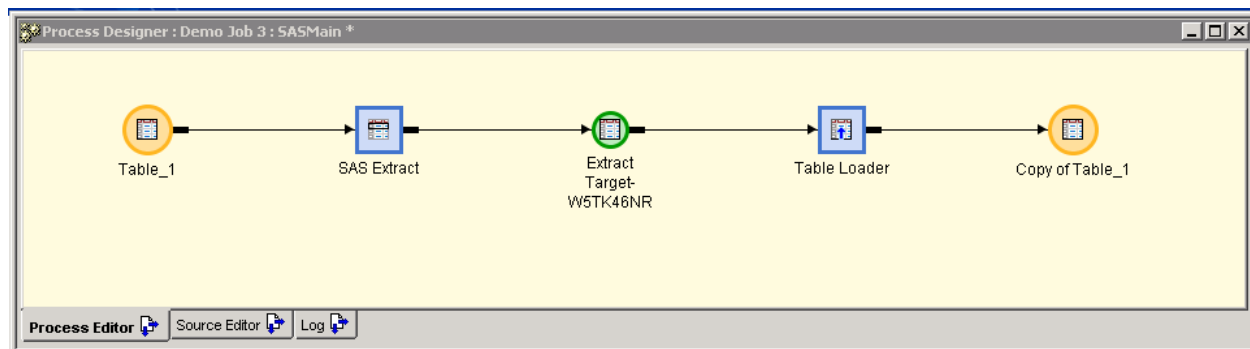 Process Designer : Demo Job 3 : SASMain *
Table_1
SAS Extract
Extract
Target-
W5TK46NR
Table Loader
Copy of Table_1
Process Editor
Source Editor
Log